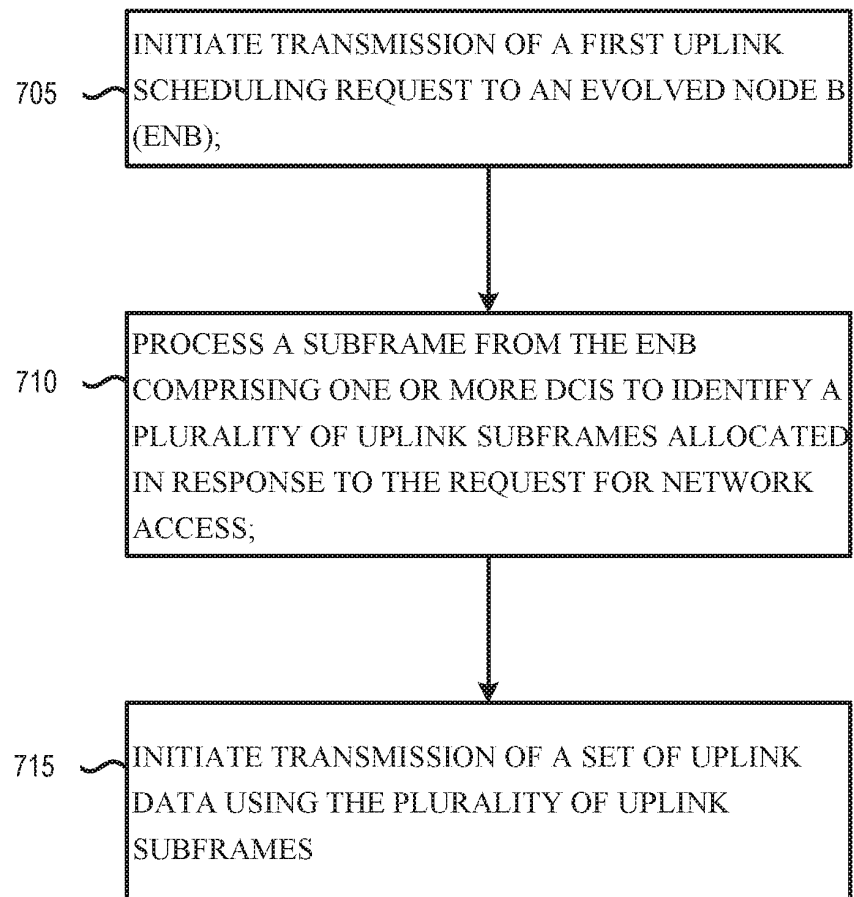 705
INITIATE TRANSMISSION OF A FIRST UPLINK
SCHEDULING REQUEST TO AN EVOLVED NODE B
(ENB);
710
PROCESS A SUBFRAME FROM THE ENB
COMPRISING ONE OR MORE DCIS TO IDENTIFY A
PLURALITY OF UPLINK SUBFRAMES ALLOCATED
IN RESPONSE TO THE REQUEST FOR NETWORK
ACCESS;
715
INITIATE TRANSMISSION OF A SET OF UPLINK
DATA USING THE PLURALITY OF UPLINK
SUBFRAMES